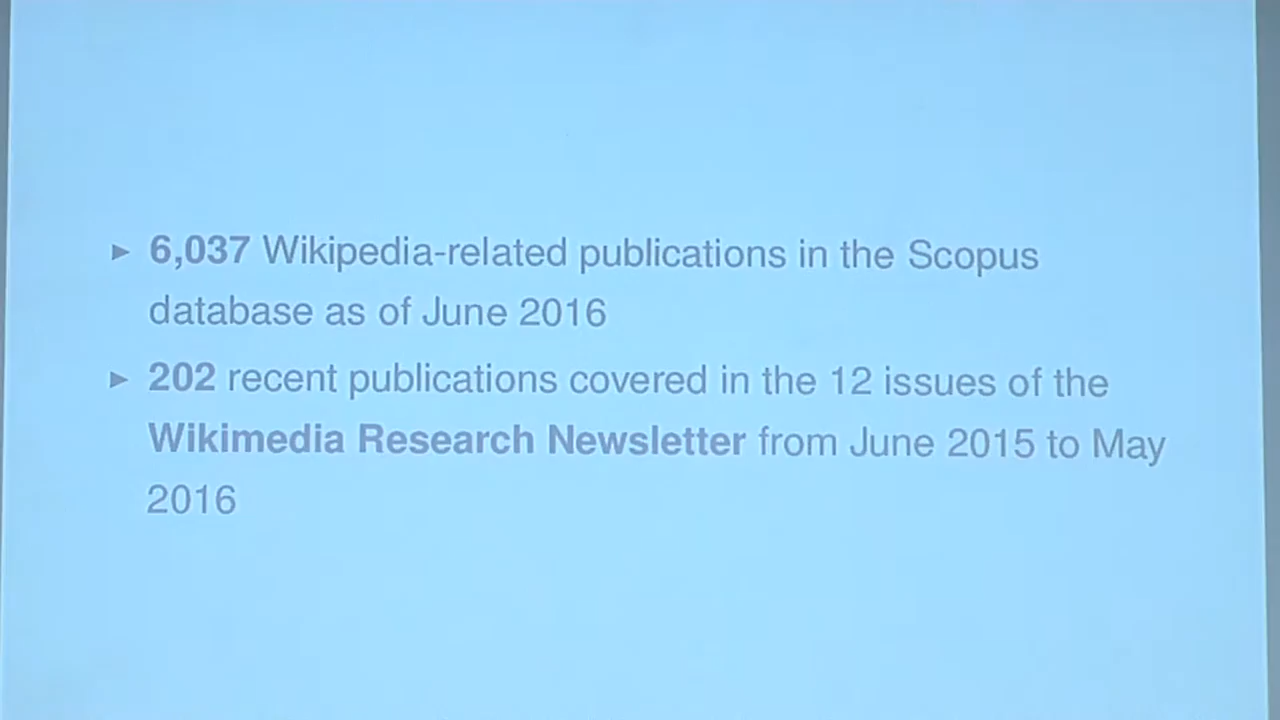 ► 6,037 Wikipedia-related publications in the Scopus
database as of June 2016
► 202 recent publications covered in the 12 issues of the
Wikimedia Research Newsletter from June 2015 to May
2016